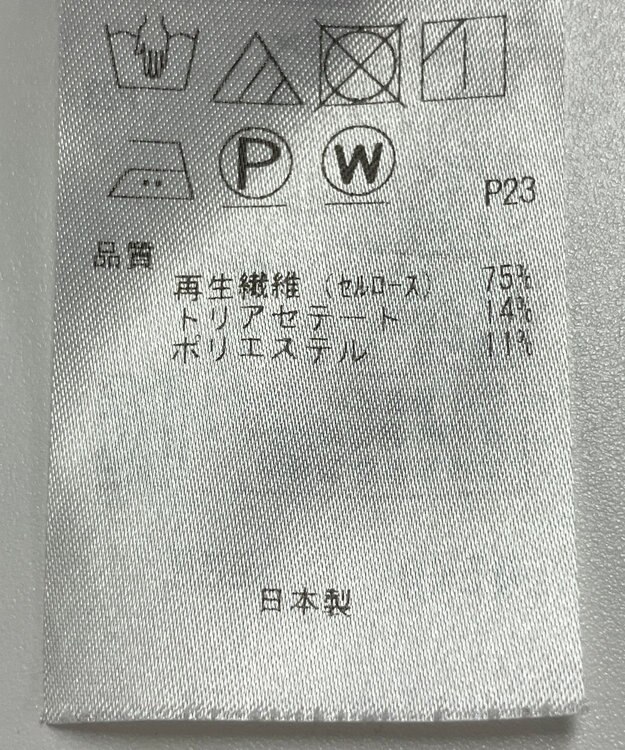 P
W
P23
品質
再生繊維 (セルロース) 75%
トリアセテート 14%
ポリエステル 11%
日本製